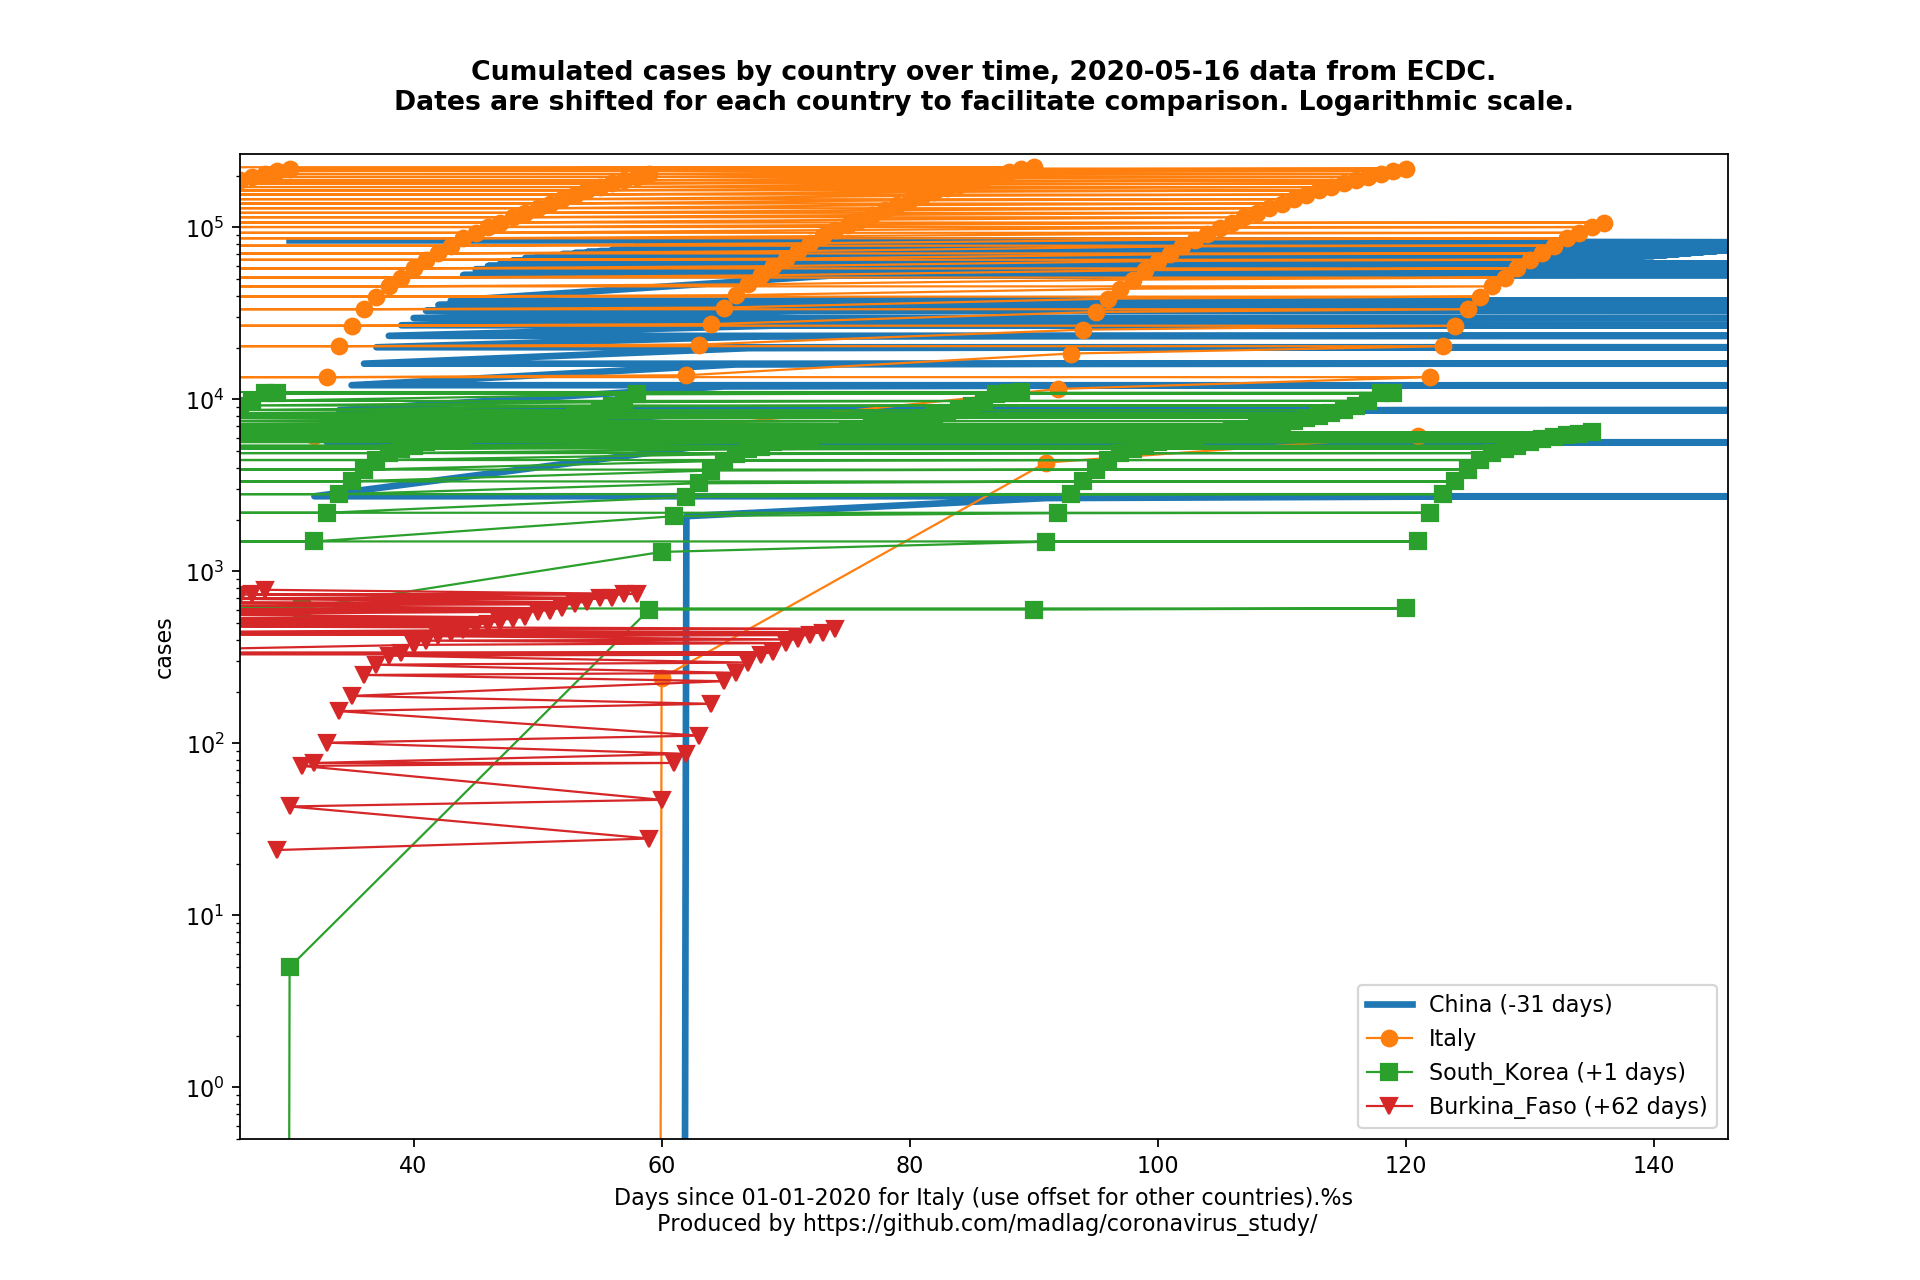 Cumulated cases by country over time, 2020-05-16 data from ECDC.
Dates are shifted for each country to facilitate comparison. Logarithmic scale.
cases
10^5
10^4
10^3
10^2
10^1
10^0
40 60 80 100 120 140
China (-31 days)
Italy
South_Korea (+1 days)
Burkina_Faso (+62 days)
Days since 01-01-2020 for Italy (use offset for other countries).%s
Produced by https://github.com/madlag/coronavirus_study/